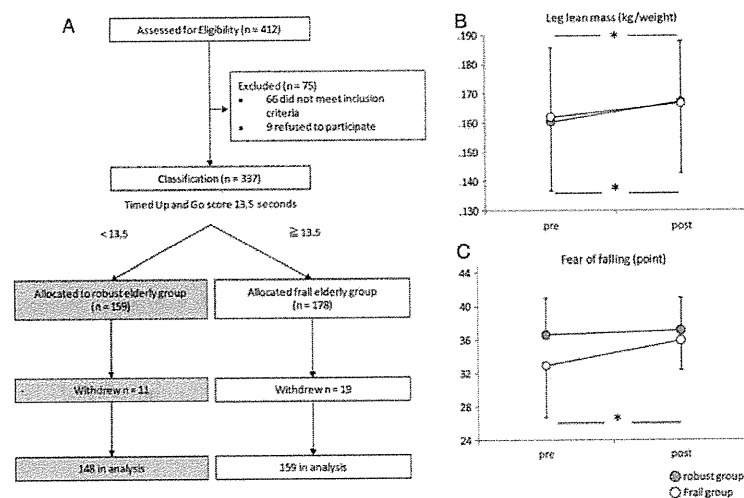 A
Assessed for Eligibility (n = 412)
Excluded (n = 75)
• 66 did not meet inclusion
criteria
• 9 refused to participate
Classification (n = 337)
Timed Up and Go score 13.5 seconds
< 13.5
≧ 13.5
Allocated to robust elderly group
(n = 159)
Allocated frail elderly group
(n = 178)
Withdrew n = 11
Withdrew n = 19
148 in analysis
159 in analysis
B
Leg lean mass (kg/weight)
.190
.180
.170
.160
.150
.140
.130
*
*
pre
post
C
Fear of falling (point)
44
40
36
32
28
24
*
pre
post
robust group
Frail group